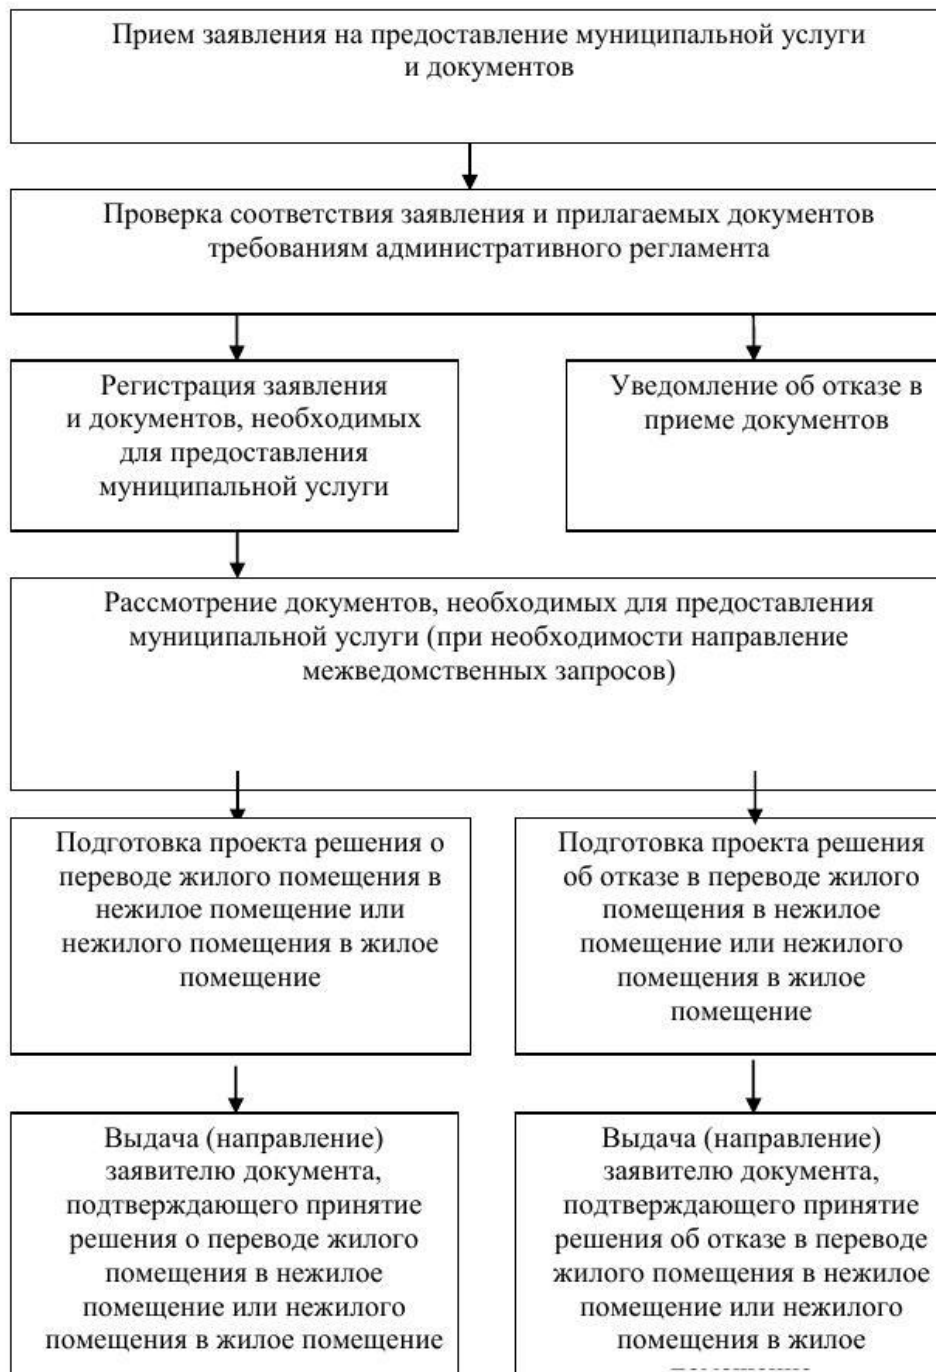 Прием заявления на предоставление муниципальной услуги
и документов
Проверка соответствия заявления и прилагаемых документов
требованиям административного регламента
Регистрация заявления
и документов, необходимых
для предоставления
муниципальной услуги
Уведомление об отказе в
приеме документов
Рассмотрение документов, необходимых для предоставления
муниципальной услуги (при необходимости направление
межведомственных запросов)
Подготовка проекта решения о
переводе жилого помещения в
нежилое помещение или
нежилого помещения в жилое
помещение
Подготовка проекта решения
об отказе в переводе жилого
помещения в нежилое
помещение или нежилого
помещения в жилое
помещение
Выдача (направление)
заявителю документа,
подтверждающего принятие
решения о переводе жилого
помещения в нежилое
помещение или нежилого
помещения в жилое помещение
Выдача (направление)
заявителю документа,
подтверждающего принятие
решения об отказе в переводе
жилого помещения в нежилое
помещение или нежилого
помещения в жилое